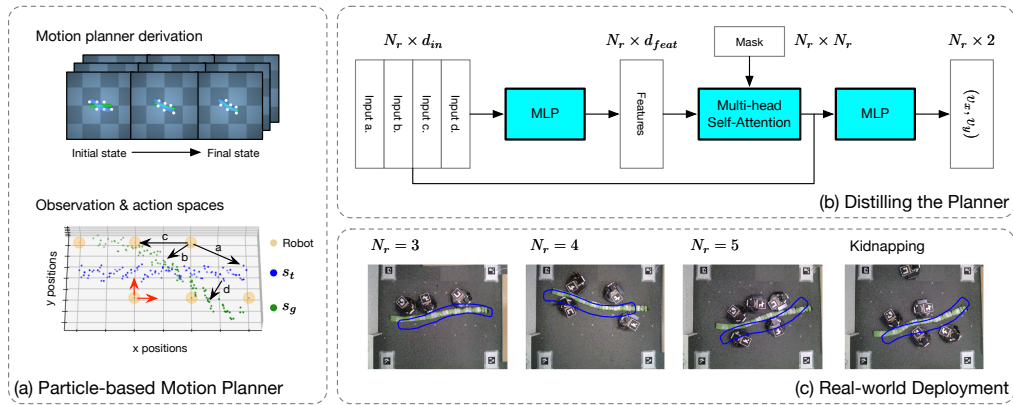 Motion planner derivation
Initial state
Final state
Observation & action spaces
c
a
b
d
y positions
x positions
Robot
s_t
s_g
(a) Particle-based Motion Planner
N_r × d_in
N_r × d_feat
Mask
N_r × N_r
N_r × 2
Input a.
Input b.
Input c.
Input d.
MLP
Features
Multi-head
Self-Attention
MLP
(v_x, v_y)
(b) Distilling the Planner
N_r = 3
N_r = 4
N_r = 5
Kidnapping
(c) Real-world Deployment